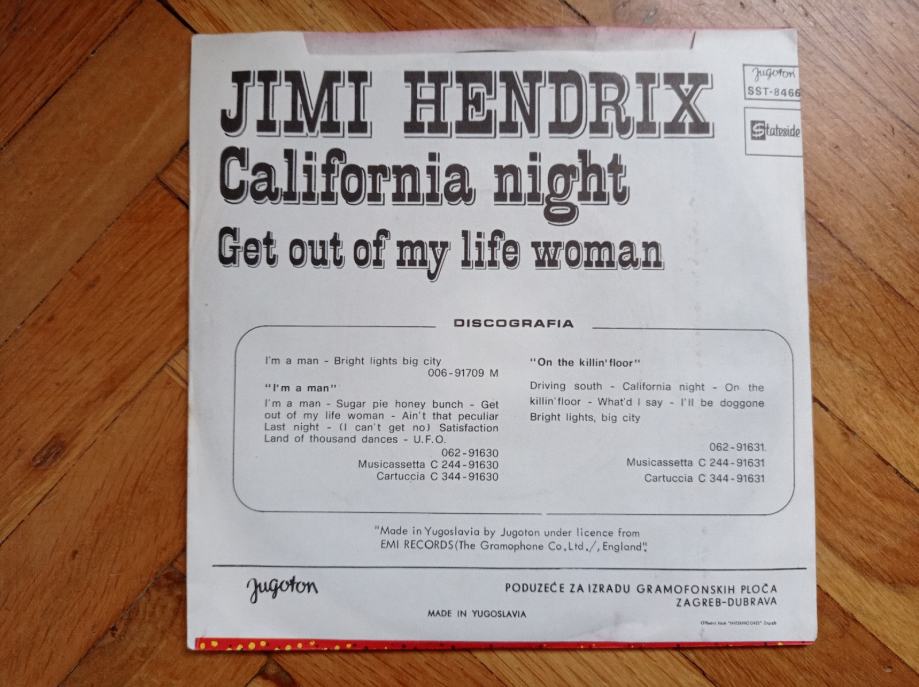 JIMI HENDRIX
California night
Get out of my life woman
Jugoton
SST-8466
Stateside
DISCOGRAFIA
I'm a man - Bright lights big city
006-91709 M
"I'm a man"
I'm a man - Sugar pie honey bunch - Get
out of my life woman - Ain't that peculiar
Last night - (I can't get no) Satisfaction
Land of thousand dances - U.F.O.
062-91630
Musicassetta C 244-91630
Cartuccia C 344-91630
"On the killin'floor"
Driving south - California night - On the
killin'floor - What'd I say - I'll be doggone
Bright lights, big city
062-91631
Musicassetta C 244-91631
Cartuccia C 344-91631
"Made in Yugoslavia by Jugoton under licence from
EMI RECORDS(The Gramophone Co,Ltd./,England".
Jugoton
PODUZEĆE ZA IZRADU GRAMOFONSKIH PLOČA
ZAGREB-DUBRAVA
MADE IN YUGOSLAVIA
Zagreb